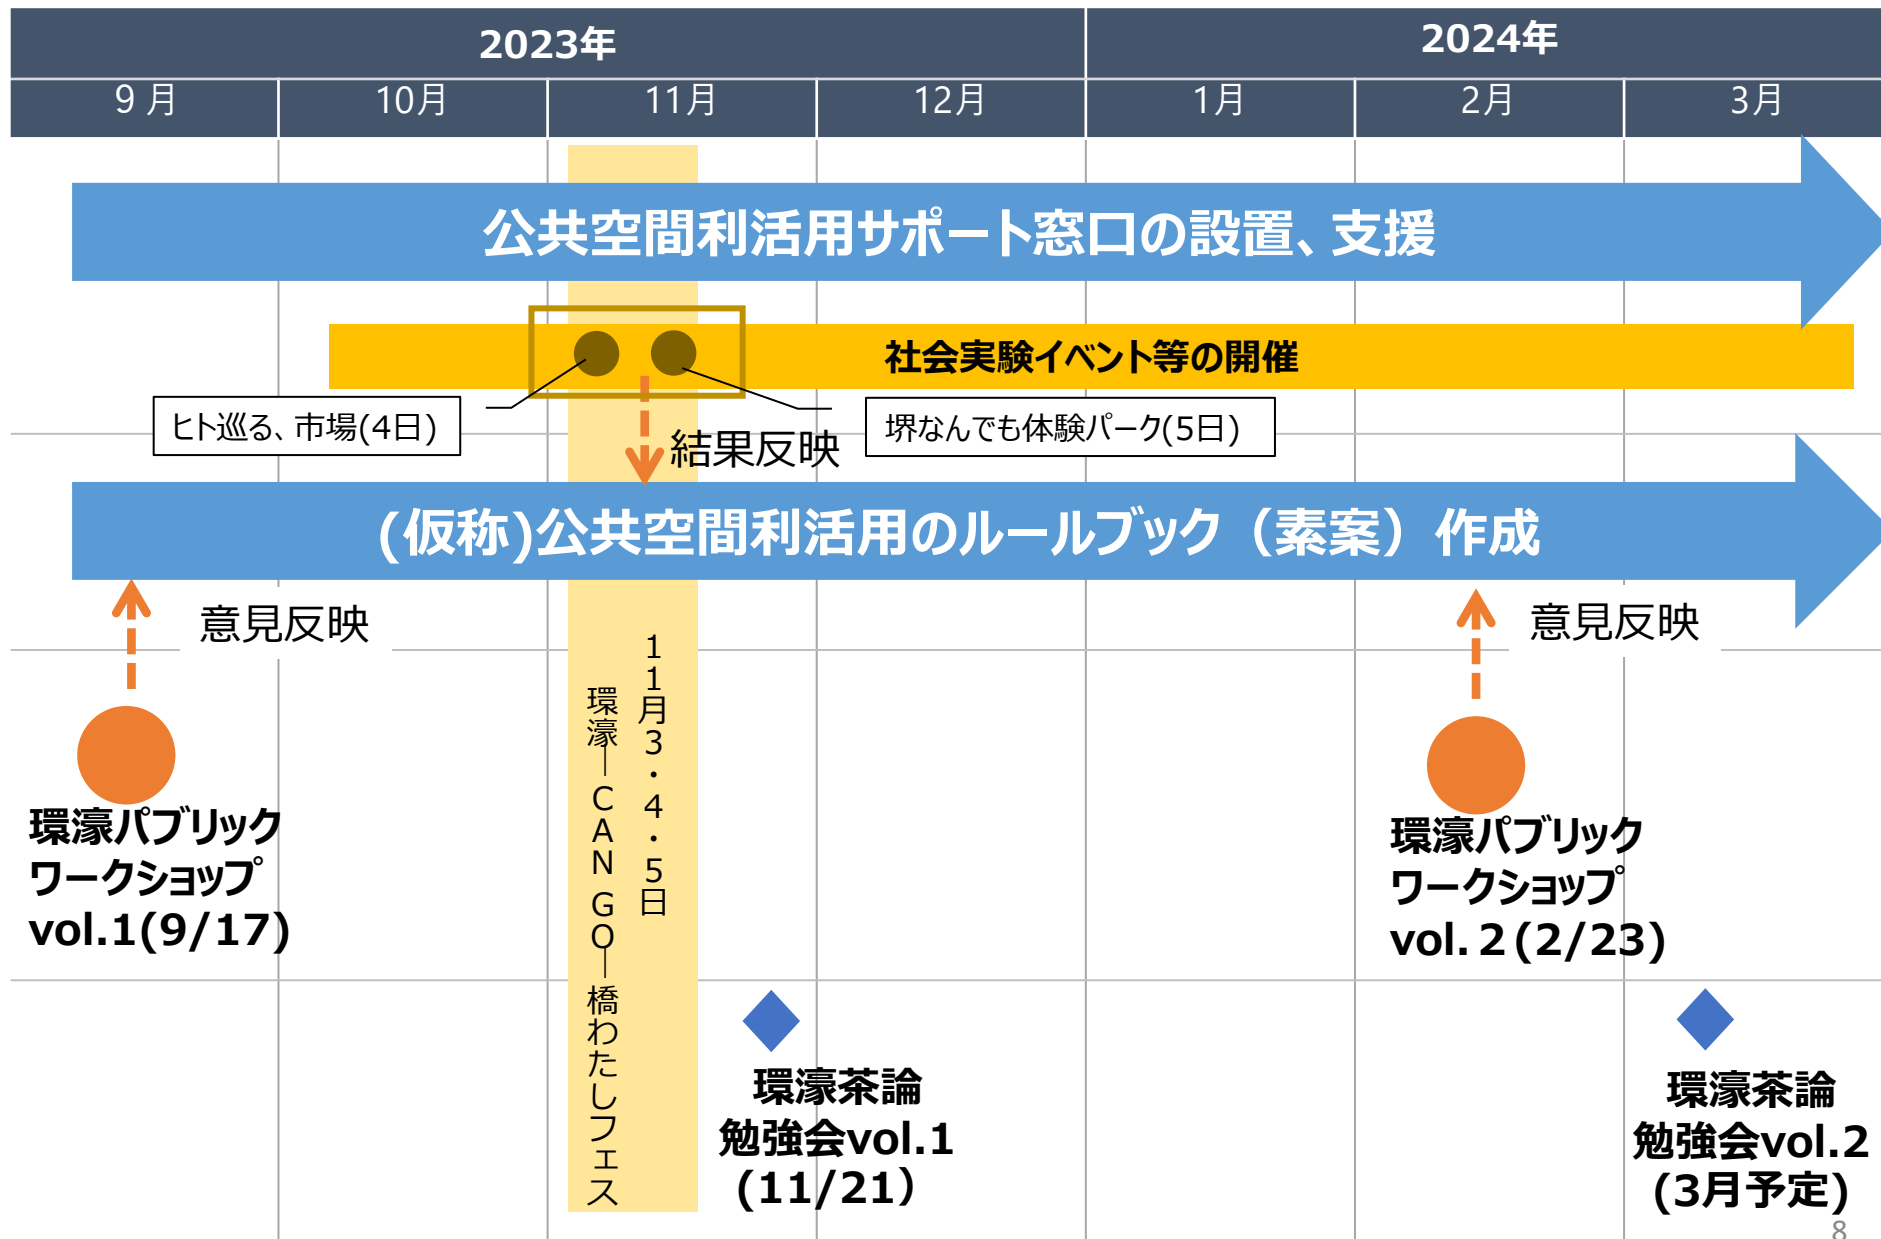 2023年
2024年
9月
10月
11月
12月
1月
2月
3月
公共空間利活用サポート窓口の設置、支援
社会実験イベント等の開催
ヒト巡る、市場(4日)
堺なんでも体験パーク(5日)
結果反映
(仮称)公共空間利活用のルールブック（素案）作成
意見反映
意見反映
11月3・4・5日
環濠―CAN GO―橋わたしフェス
環濠パブリック
ワークショップ
vol.1(9/17)
環濠パブリック
ワークショップ
vol.２(2/23)
環濠茶論
勉強会vol.1
(11/21）
環濠茶論
勉強会vol.2
(3月予定)
8